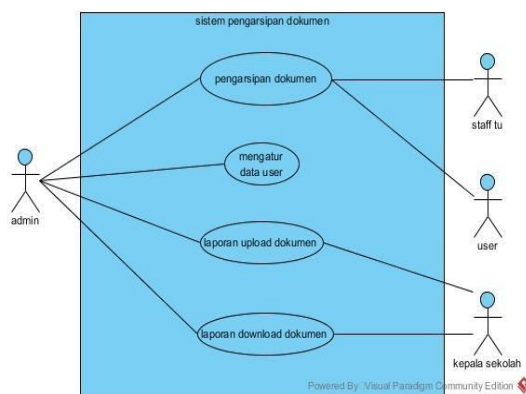 sistem pengarsipan dokumen
pengarsipan dokumen
staff tu
mengatur
data user
admin
user
laporan upload dokumen
laporan download dokumen
kepala sekolah
Powered By Visual Paradigm Community Edition